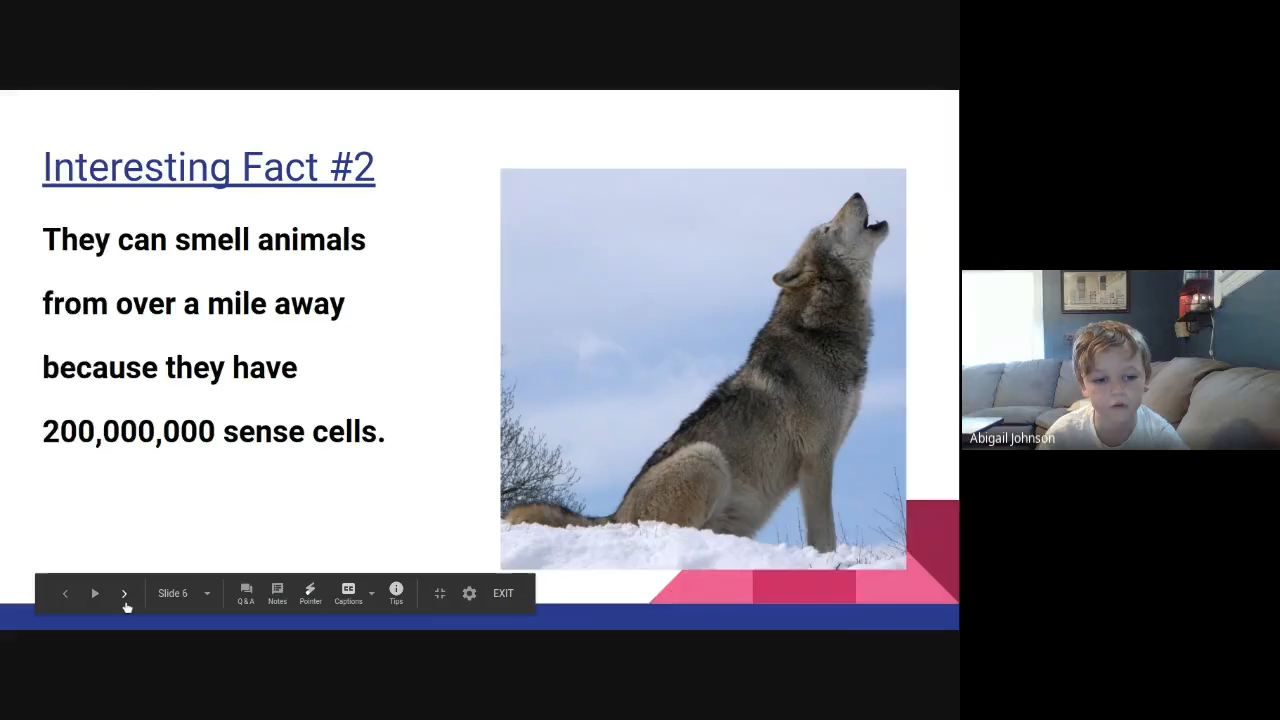 Interesting Fact #2
They can smell animals
from over a mile away
because they have
200,000,000 sense cells.
Abigail Johnson
Slide 6
Q&A
Notes
Pointer
CC
Captions
Tips
EXIT